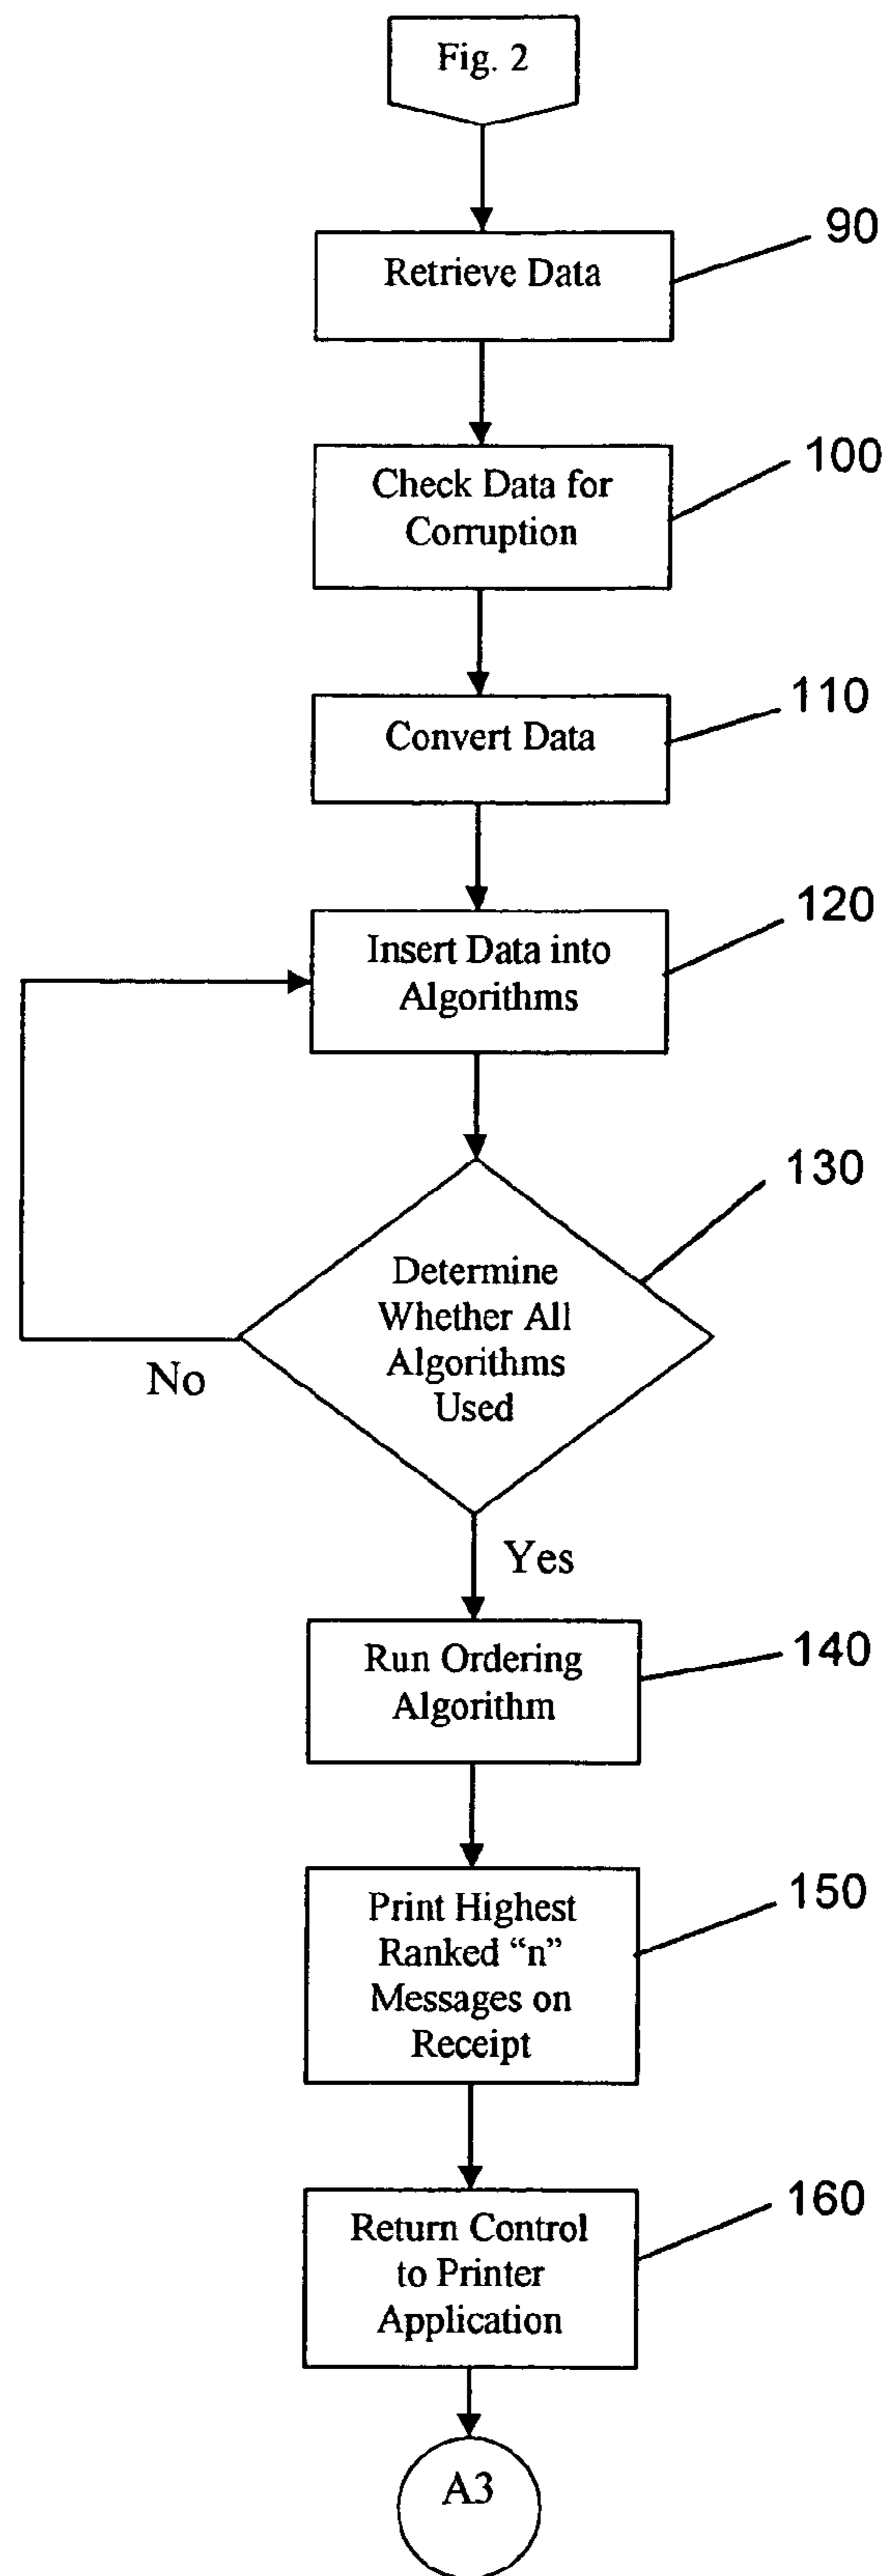 Fig. 2
90
Retrieve Data
100
Check Data for
Corruption
110
Convert Data
120
Insert Data into
Algorithms
130
Determine
Whether All
Algorithms
Used
No
Yes
140
Run Ordering
Algorithm
150
Print Highest
Ranked “n”
Messages on
Receipt
160
Return Control
to Printer
Application
A3